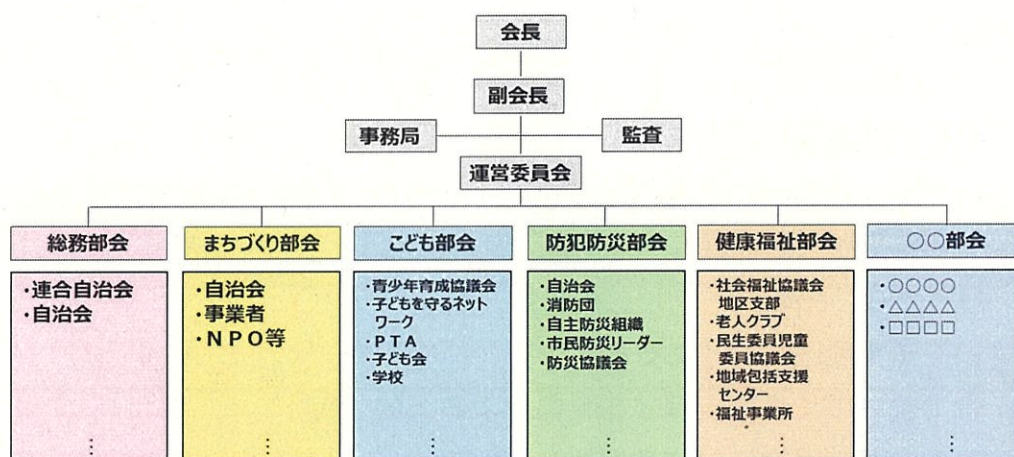 会長
副会長
事務局
監査
運営委員会
総務部会
・連合自治会
・自治会
⋮
まちづくり部会
・自治会
・事業者
・NPO等
⋮
こども部会
・青少年育成協議会
・子どもを守るネット
ワーク
・PTA
・子ども会
・学校
⋮
防犯防災部会
・自治会
・消防団
・自主防災組織
・市民防災リーダー
・防災協議会
⋮
健康福祉部会
・社会福祉協議会
地区支部
・老人クラブ
・民生委員児童
委員協議会
・地域包括支援
センター
・福祉事業所
⋮
○○部会
・○○○○
・△△△△
・□□□□
⋮